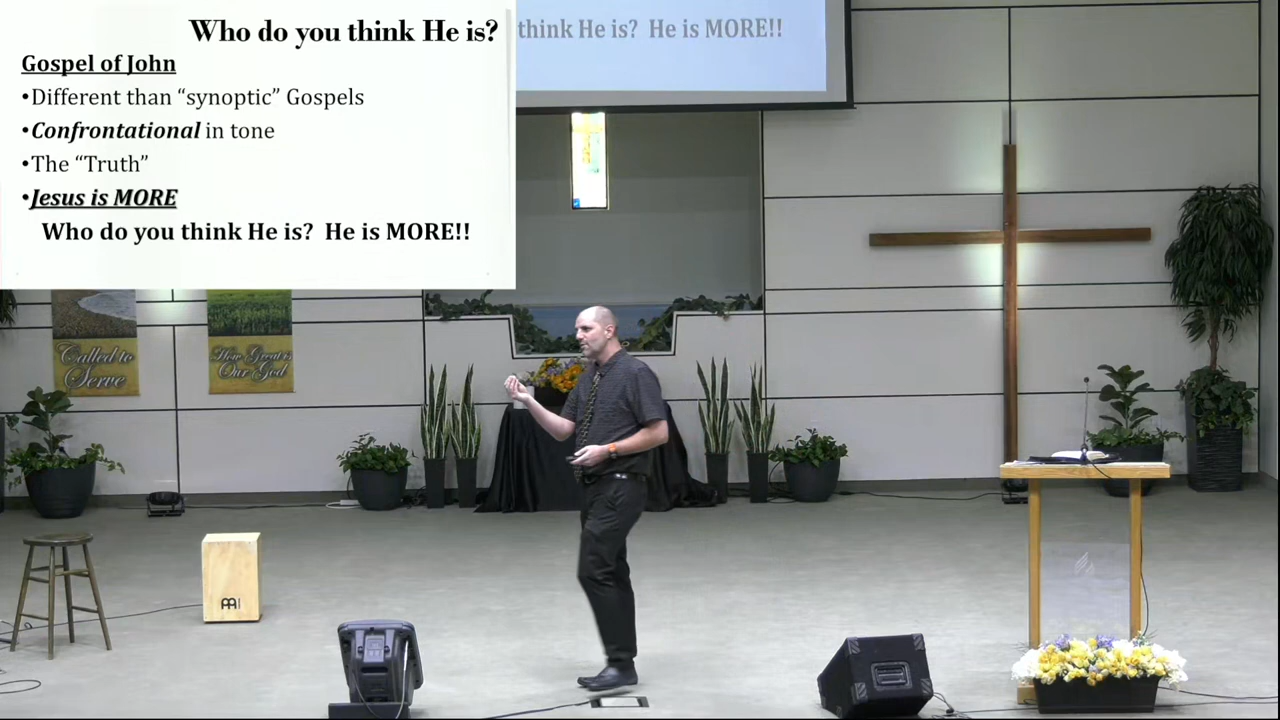 Who do you think He is?
Gospel of John
•Different than “synoptic” Gospels
•Confrontational in tone
•The “Truth”
•Jesus is MORE
Who do you think He is? He is MORE!!
think He is? He is MORE!!
Called to
Serve
How Great is
Our God